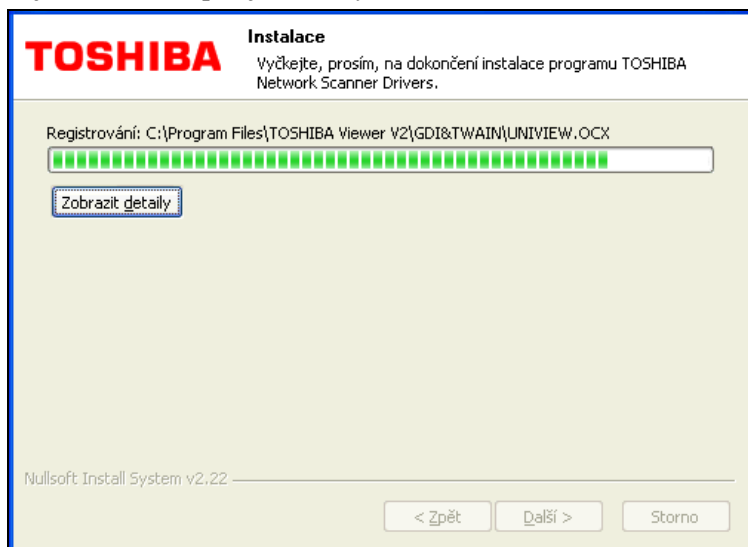 TOSHIBA
Instalace
Vyčkejte, prosím, na dokončení instalace programu TOSHIBA
Network Scanner Drivers.
Registrování: C:\Program Files\TOSHIBA Viewer V2\GDI&TWAIN\UNIVIEW.OCX
Zobrazit detaily
Nullsoft Install System v2.22
< Zpět
Další >
Storno